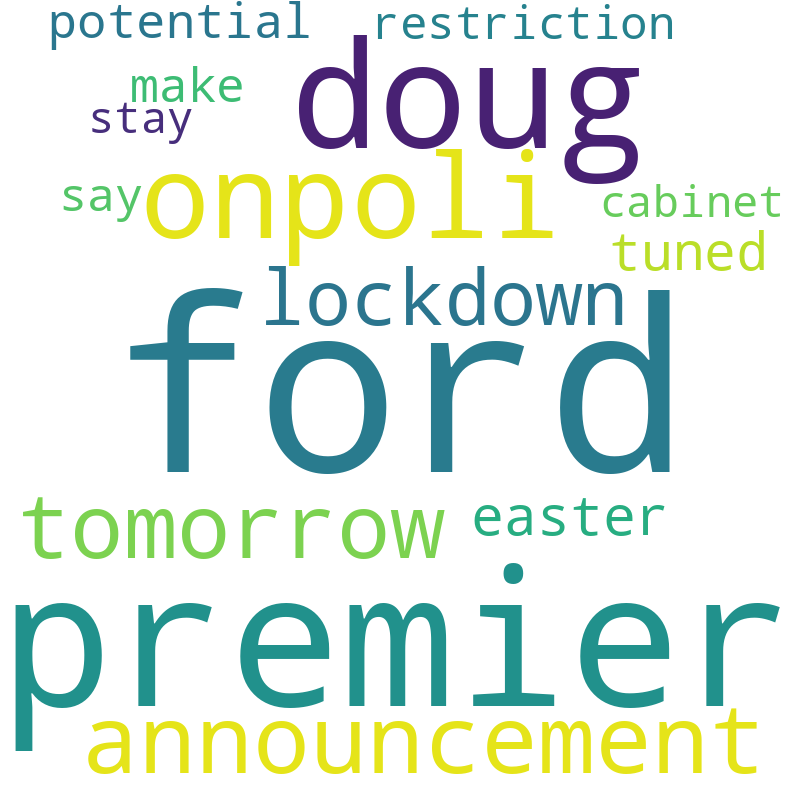 potential restriction
make doug
stay
say onpoli cabinet
tuned
lockdown
ford
tomorrow easter
premier
announcement